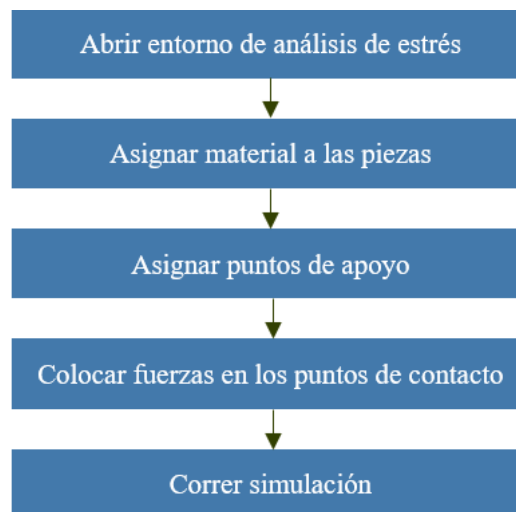 Abrir entorno de análisis de estrés
Asignar material a las piezas
Asignar puntos de apoyo
Colocar fuerzas en los puntos de contacto
Correr simulación